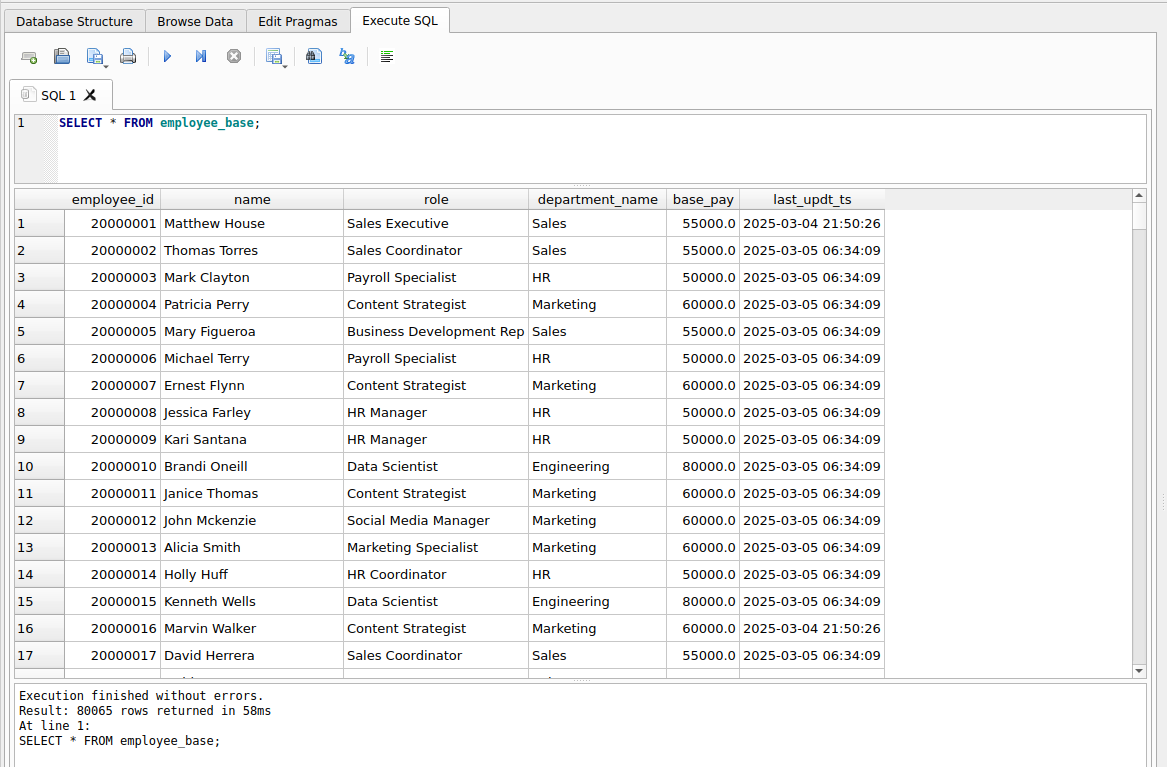 Database Structure Browse Data Edit Pragmas Execute SQL
SQL 1
1 SELECT * FROM employee_base;
employee_id name role department_name base_pay last_updt_ts
1 20000001 Matthew House Sales Executive Sales 55000.0 2025-03-04 21:50:26
2 20000002 Thomas Torres Sales Coordinator Sales 55000.0 2025-03-05 06:34:09
3 20000003 Mark Clayton Payroll Specialist HR 50000.0 2025-03-05 06:34:09
4 20000004 Patricia Perry Content Strategist Marketing 60000.0 2025-03-05 06:34:09
5 20000005 Mary Figueroa Business Development Rep Sales 55000.0 2025-03-05 06:34:09
6 20000006 Michael Terry Payroll Specialist HR 50000.0 2025-03-05 06:34:09
7 20000007 Ernest Flynn Content Strategist Marketing 60000.0 2025-03-05 06:34:09
8 20000008 Jessica Farley HR Manager HR 50000.0 2025-03-05 06:34:09
9 20000009 Kari Santana HR Manager HR 50000.0 2025-03-05 06:34:09
10 20000010 Brandi Oneill Data Scientist Engineering 80000.0 2025-03-05 06:34:09
11 20000011 Janice Thomas Content Strategist Marketing 60000.0 2025-03-05 06:34:09
12 20000012 John Mckenzie Social Media Manager Marketing 60000.0 2025-03-05 06:34:09
13 20000013 Alicia Smith Marketing Specialist Marketing 60000.0 2025-03-05 06:34:09
14 20000014 Holly Huff HR Coordinator HR 50000.0 2025-03-05 06:34:09
15 20000015 Kenneth Wells Data Scientist Engineering 80000.0 2025-03-05 06:34:09
16 20000016 Marvin Walker Content Strategist Marketing 60000.0 2025-03-04 21:50:26
17 20000017 David Herrera Sales Coordinator Sales 55000.0 2025-03-05 06:34:09
Execution finished without errors.
Result: 80065 rows returned in 58ms
At line 1:
SELECT * FROM employee_base;